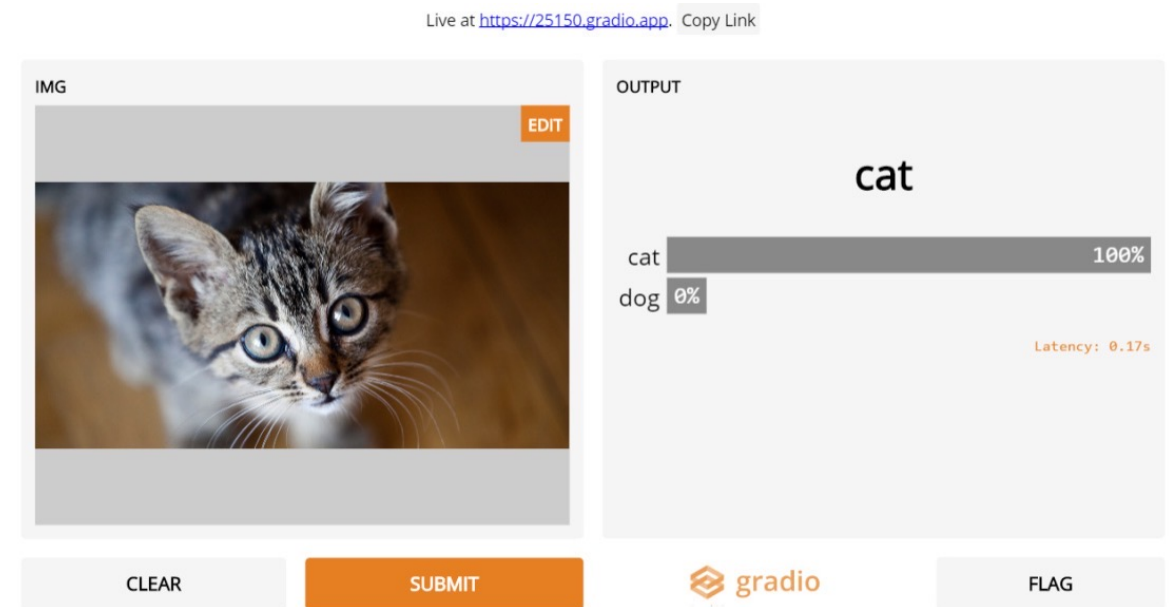 Live at https://25150.gradio.app. Copy Link
IMG
EDIT
OUTPUT
cat
cat 100%
dog 0%
Latency: 0.17s
CLEAR
SUBMIT
gradio
FLAG